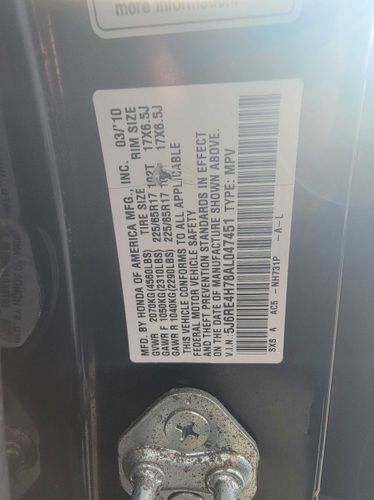 more information.
MFD. BY HONDA OF AMERICA MFG., INC. 03/'10
TIRE SIZE RIM SIZE
GVWR 2070KG(4560LBS)
GAWR F 1050KG(2310LBS) 225/65R17 102T 17X6.5J
GAWR R 1040KG(2290LBS) 225/65R17 17X6.5J
THIS VEHICLE CONFORMS TO ALL APPLICABLE
FEDERAL MOTOR VEHICLE SAFETY
AND THEFT PREVENTION STANDARDS IN EFFECT
ON THE DATE OF MANUFACTURE SHOWN ABOVE.
V.I.N.:5J6RE4H78AL047451 TYPE: MPV
SXS A AC5 -NH731P -A-L